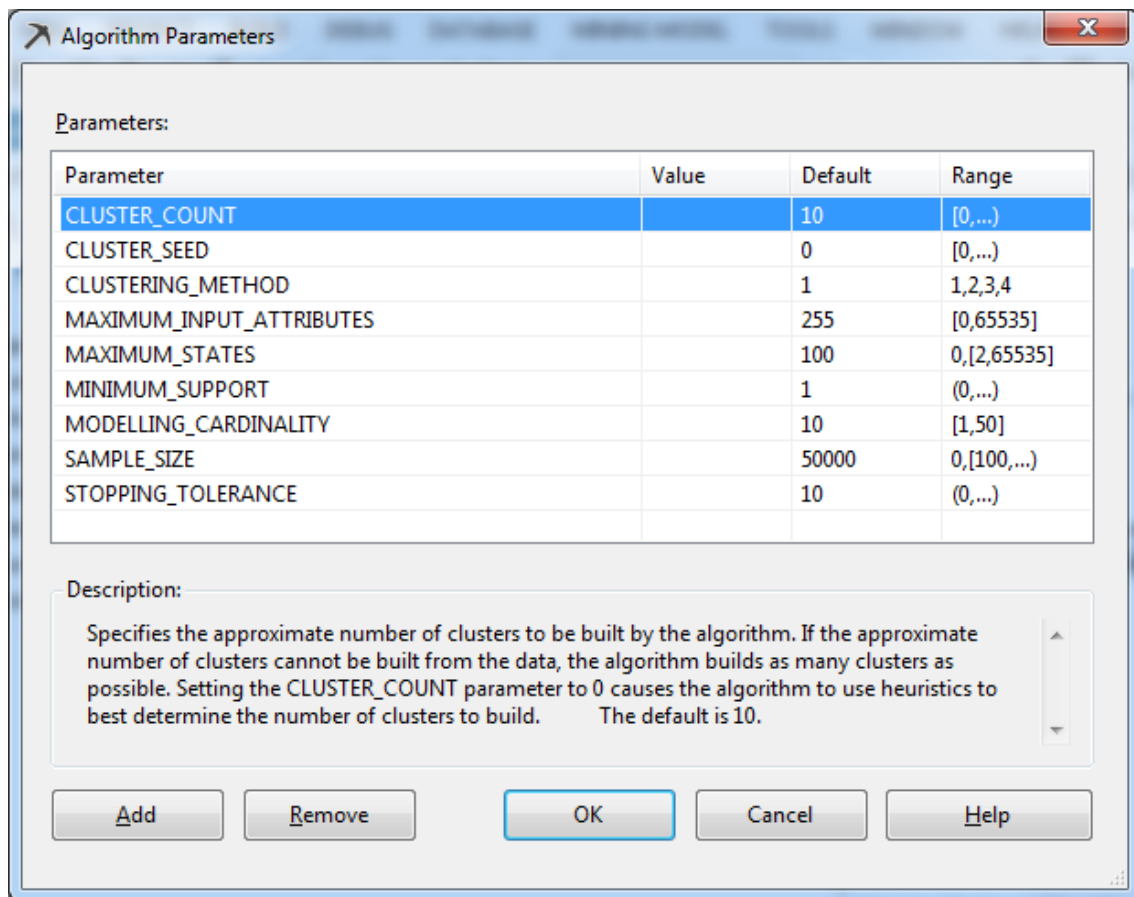 Algorithm Parameters
Parameters:
Parameter Value Default Range
CLUSTER_COUNT 10 [0,...)
CLUSTER_SEED 0 [0,...)
CLUSTERING_METHOD 1 1,2,3,4
MAXIMUM_INPUT_ATTRIBUTES 255 [0,65535]
MAXIMUM_STATES 100 0,[2,65535]
MINIMUM_SUPPORT 1 (0,...)
MODELLING_CARDINALITY 10 [1,50]
SAMPLE_SIZE 50000 0,[100,...)
STOPPING_TOLERANCE 10 (0,...)
Description:
Specifies the approximate number of clusters to be built by the algorithm. If the approximate
number of clusters cannot be built from the data, the algorithm builds as many clusters as
possible. Setting the CLUSTER_COUNT parameter to 0 causes the algorithm to use heuristics to
best determine the number of clusters to build. The default is 10.
Add Remove OK Cancel Help